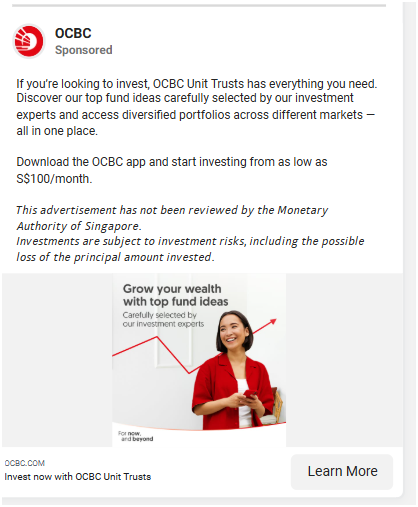 OCBC
Sponsored
If you're looking to invest, OCBC Unit Trusts has everything you need.
Discover our top fund ideas carefully selected by our investment
experts and access diversified portfolios across different markets —
all in one place.
Download the OCBC app and start investing from as low as
S$100/month.
This advertisement has not been reviewed by the Monetary
Authority of Singapore.
Investments are subject to investment risks, including the possible
loss of the principal amount invested.
Grow your wealth
with top fund ideas
Carefully selected by
our investment experts
For now,
and beyond
OCBC.COM
Invest now with OCBC Unit Trusts
Learn More